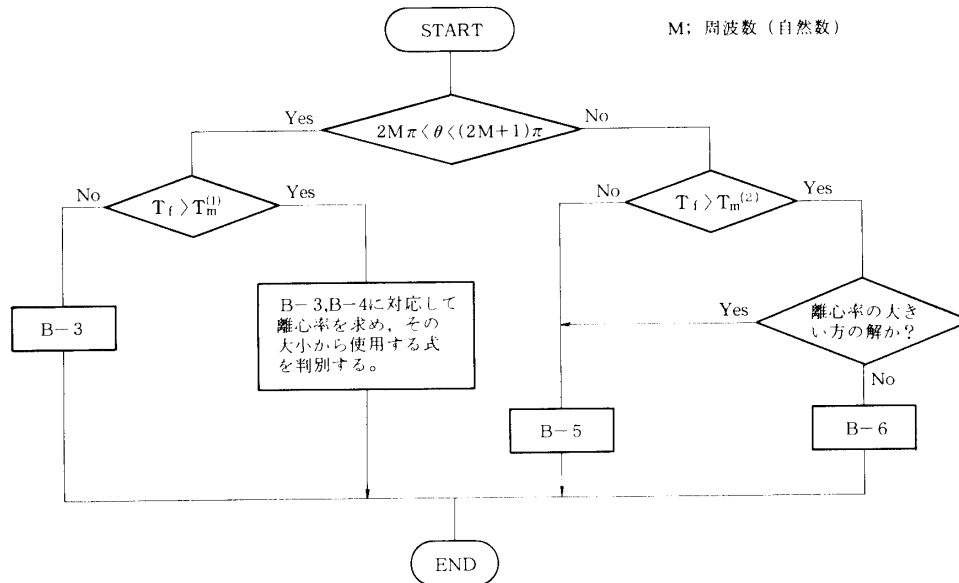 START
M; 周波数（自然数）
Yes
2Mπ〈θ〈(2M+1)π
No
No
T_f〉T_m^(1)
Yes
No
T_f〉T_m^(2)
Yes
B-3
B-3,B-4に対応して
離心率を求め，その
大小から使用する式
を判別する。
Yes
離心率の大き
い方の解か？
No
B-5
B-6
END